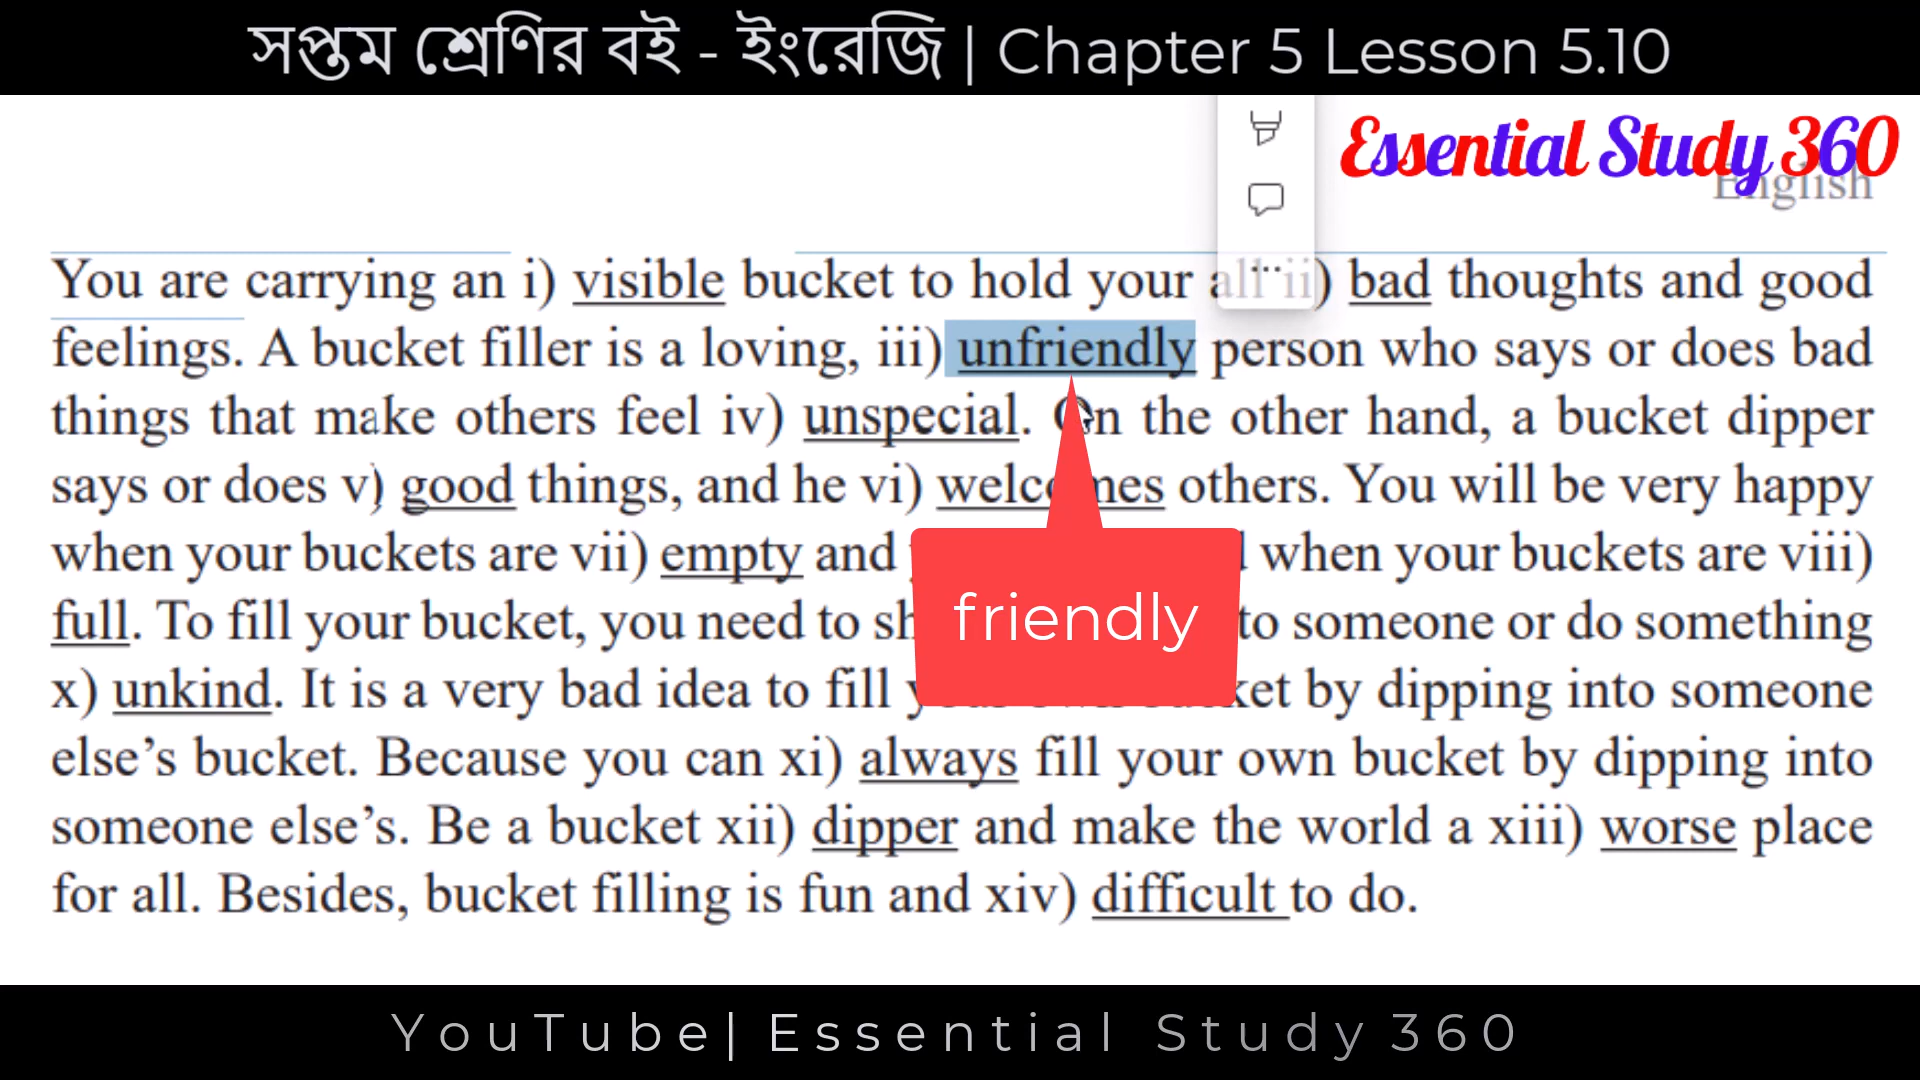 সপ্তম শ্রেণির বই - ইংরেজি | Chapter 5 Lesson 5.10
Essential Study 360
English
You are carrying an i) visible bucket to hold your all ii) bad thoughts and good
feelings. A bucket filler is a loving, iii) unfriendly person who says or does bad
things that make others feel iv) unspecial. On the other hand, a bucket dipper
says or does v) good things, and he vi) welcomes others. You will be very happy
when your buckets are vii) empty and when your buckets are viii)
friendly
full. To fill your bucket, you need to to someone or do something
x) unkind. It is a very bad idea to fill by dipping into someone
else’s bucket. Because you can xi) always fill your own bucket by dipping into
someone else’s. Be a bucket xii) dipper and make the world a xiii) worse place
for all. Besides, bucket filling is fun and xiv) difficult to do.
YouTube| Essential Study 360